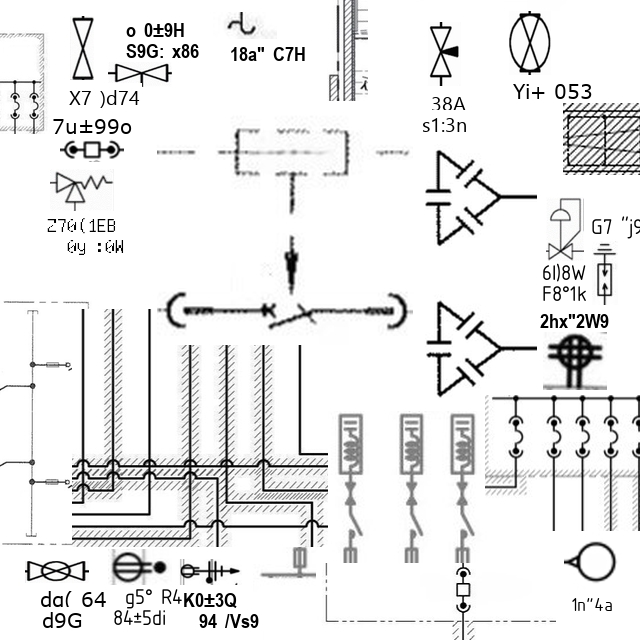 o 0±9H
S9G: x86
18a" C7H
X7 )d74
Yi+ 053
38A
s1:3n
7u±99o
Z70(1EB
0y :0W
G7 "j9
6I)8W
F8°1k
2hx"2W9
da( 64
d9G
g5° R4
84±5di
K0±3Q
94 /Vs9
1n"4a